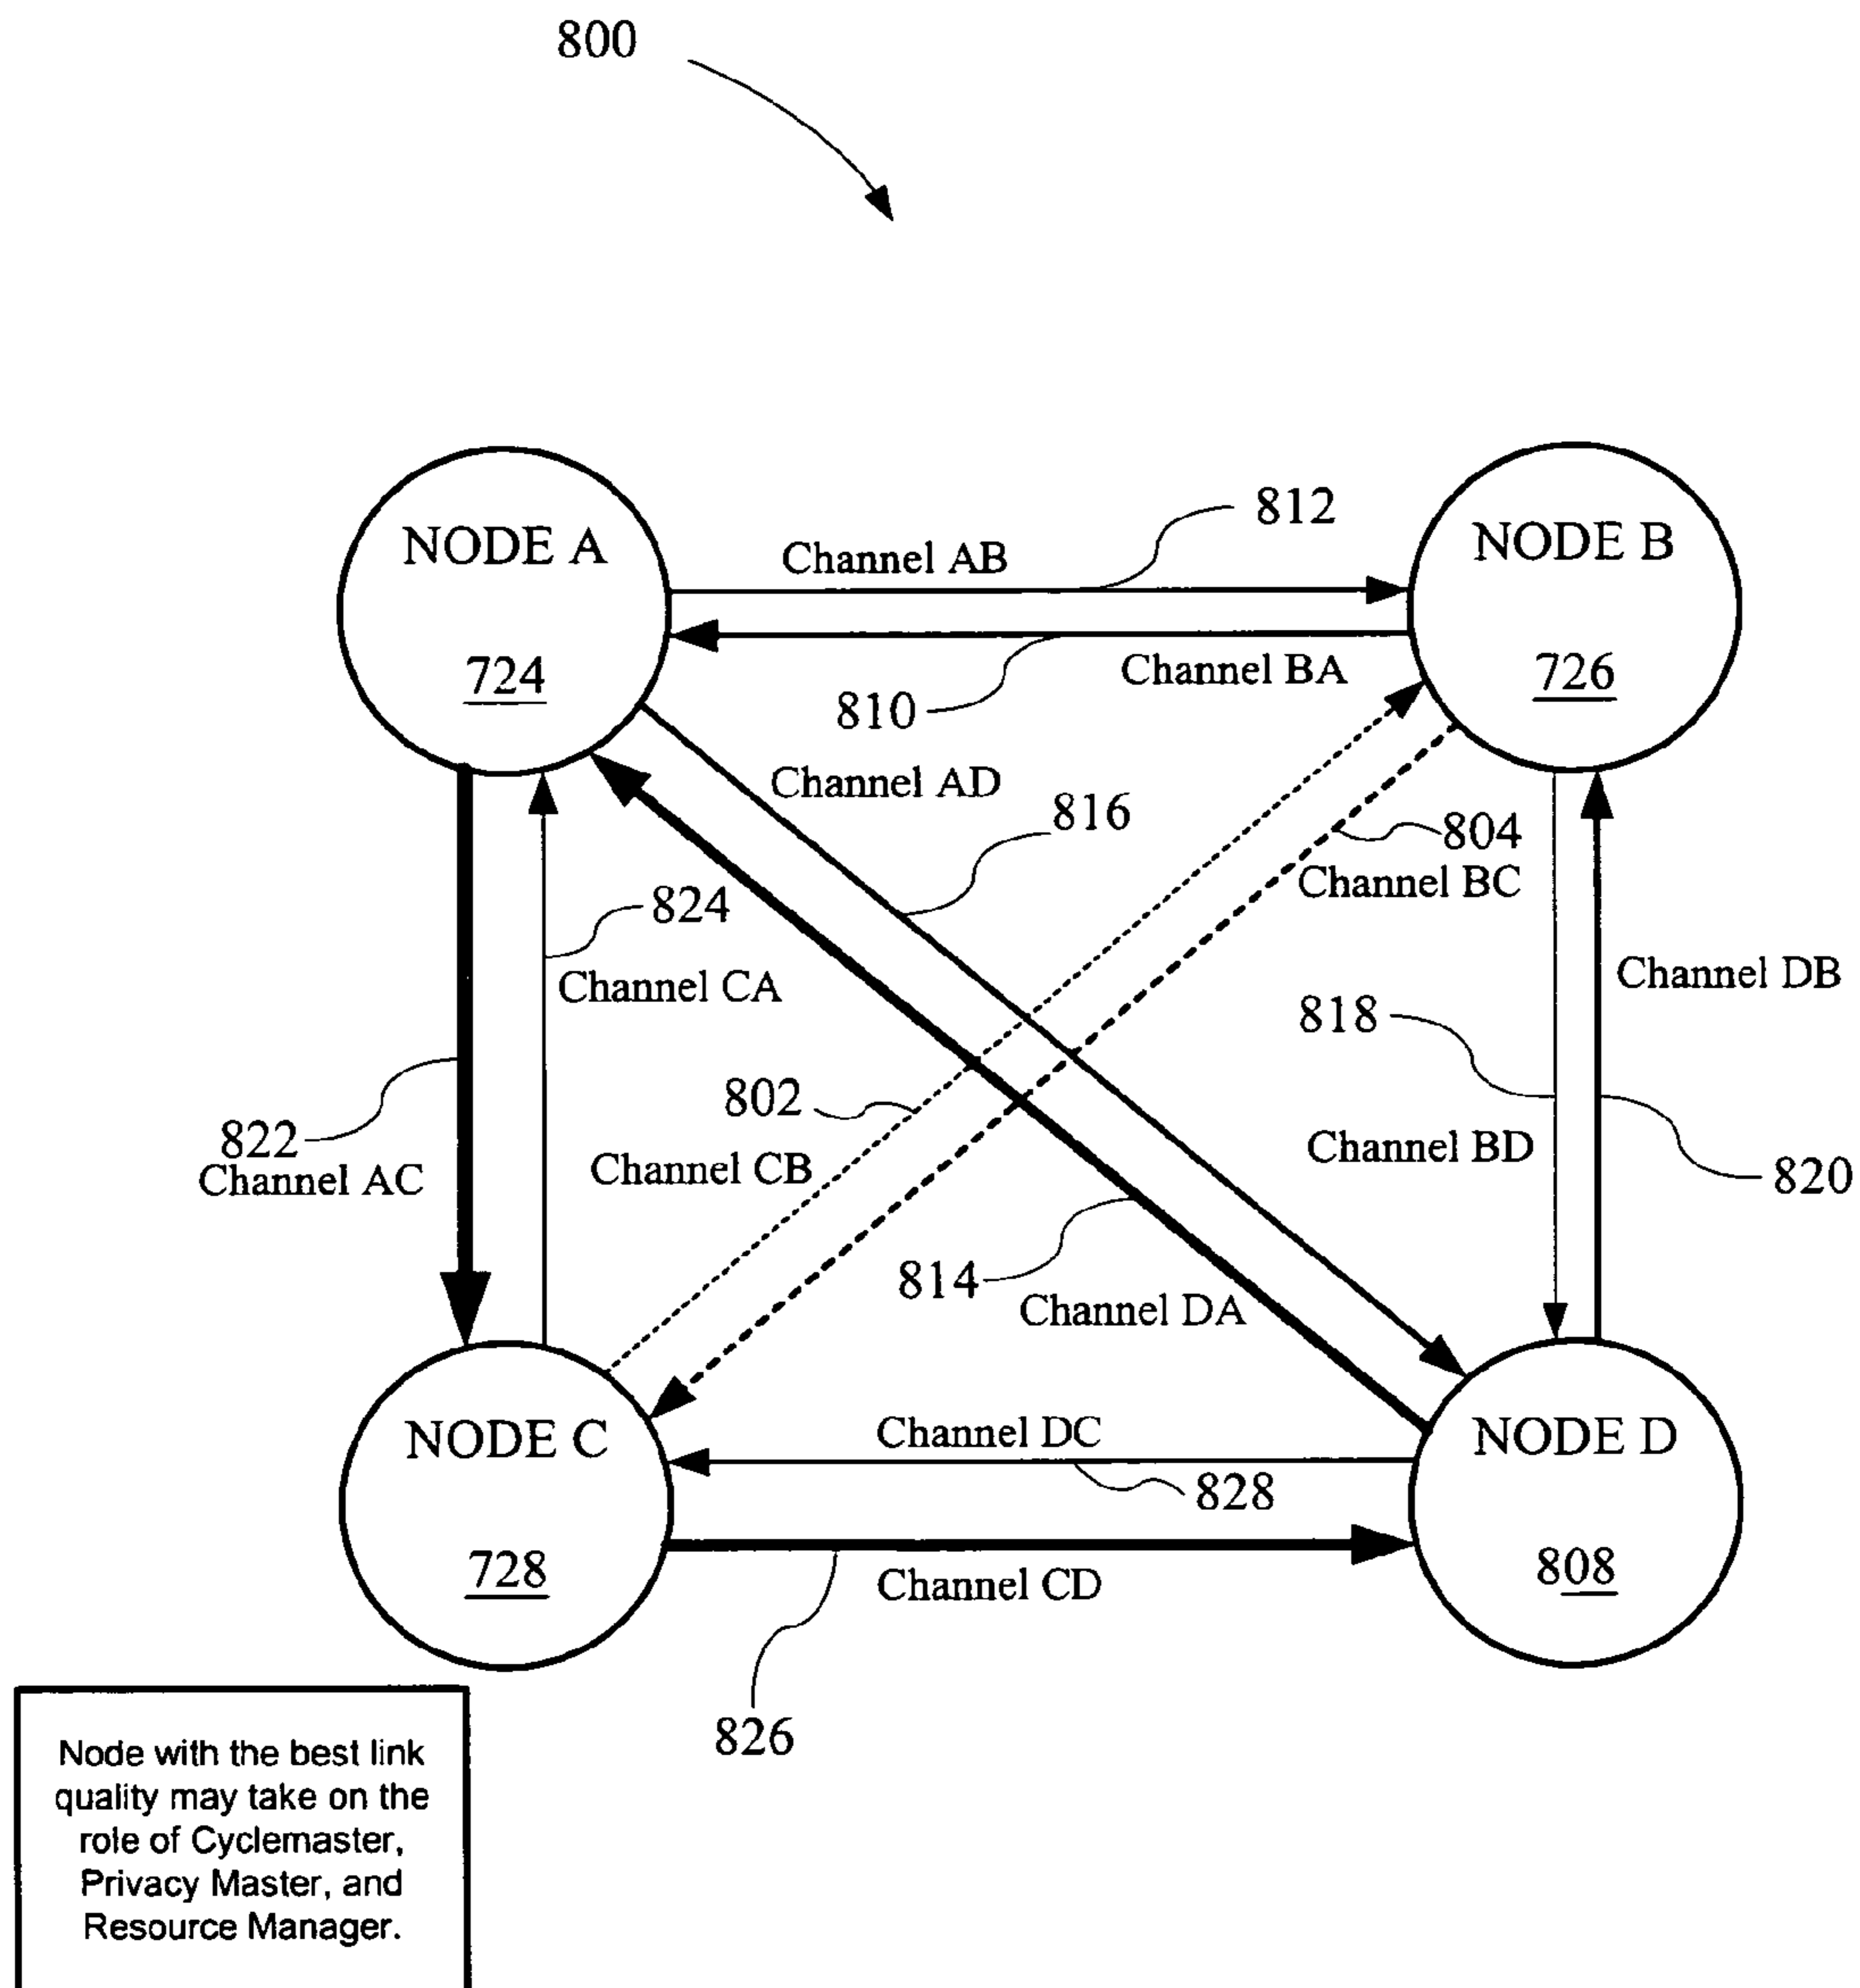 800
812
NODE A
NODE B
Channel AB
724
726
Channel BA
810
Channel AD
816
804
Channel BC
824
Channel CA
Channel DB
818
802
822
Channel AC
Channel CB
Channel BD
820
814
Channel DA
NODE C
Channel DC
NODE D
828
728
808
Channel CD
826
Node with the best link
quality may take on the
role of Cyclemaster,
Privacy Master, and
Resource Manager.